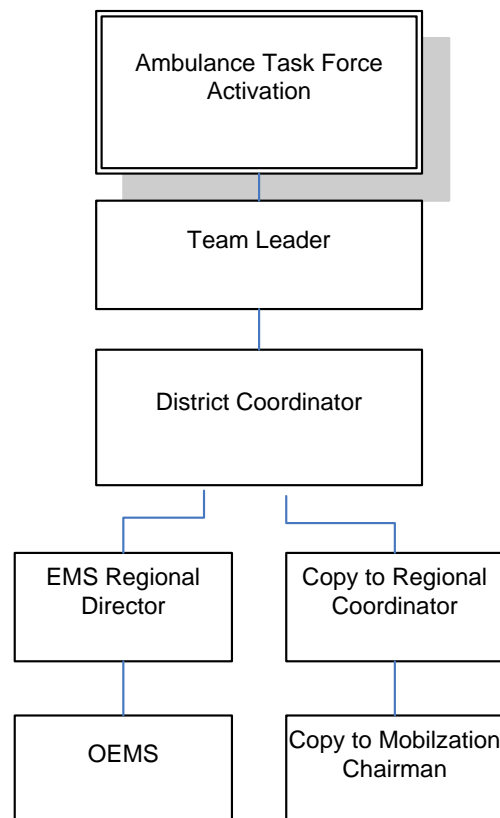 Ambulance Task Force
Activation
Team Leader
District Coordinator
EMS Regional
Director
Copy to Regional
Coordinator
OEMS
Copy to Mobilzation
Chairman